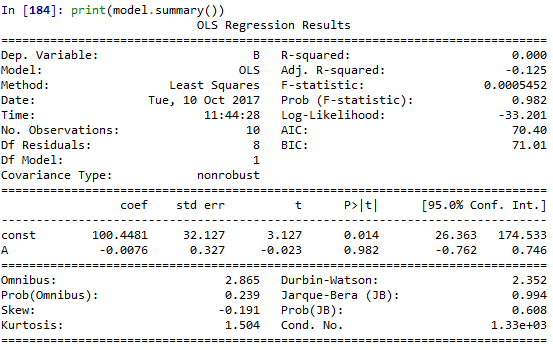 In [184]: print(model.summary())
                            OLS Regression Results
==============================================================================
Dep. Variable:                      B   R-squared:                       0.000
Model:                            OLS   Adj. R-squared:                 -0.125
Method:                 Least Squares   F-statistic:                 0.0005452
Date:                Tue, 10 Oct 2017   Prob (F-statistic):              0.982
Time:                        11:44:28   Log-Likelihood:                -33.201
No. Observations:                  10   AIC:                             70.40
Df Residuals:                       8   BIC:                             71.01
Df Model:                           1
Covariance Type:            nonrobust
==============================================================================
                 coef    std err          t      P>|t|      [95.0% Conf. Int.]
------------------------------------------------------------------------------
const        100.4481     32.127      3.127      0.014        26.363   174.533
A             -0.0076      0.327     -0.023      0.982        -0.762     0.746
==============================================================================
Omnibus:                        2.865   Durbin-Watson:                   2.352
Prob(Omnibus):                  0.239   Jarque-Bera (JB):                0.994
Skew:                          -0.191   Prob(JB):                        0.608
Kurtosis:                       1.504   Cond. No.                     1.33e+03
==============================================================================